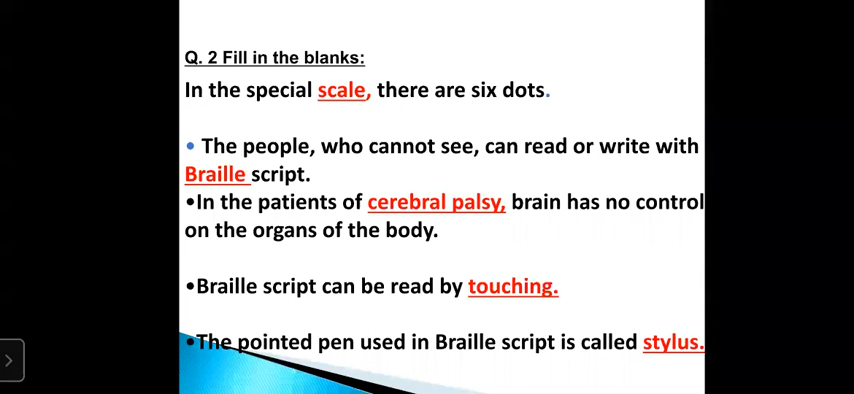 Q. 2 Fill in the blanks:
In the special scale, there are six dots.
• The people, who cannot see, can read or write with
Braille script.
•In the patients of cerebral palsy, brain has no control
on the organs of the body.
•Braille script can be read by touching.
•The pointed pen used in Braille script is called stylus.